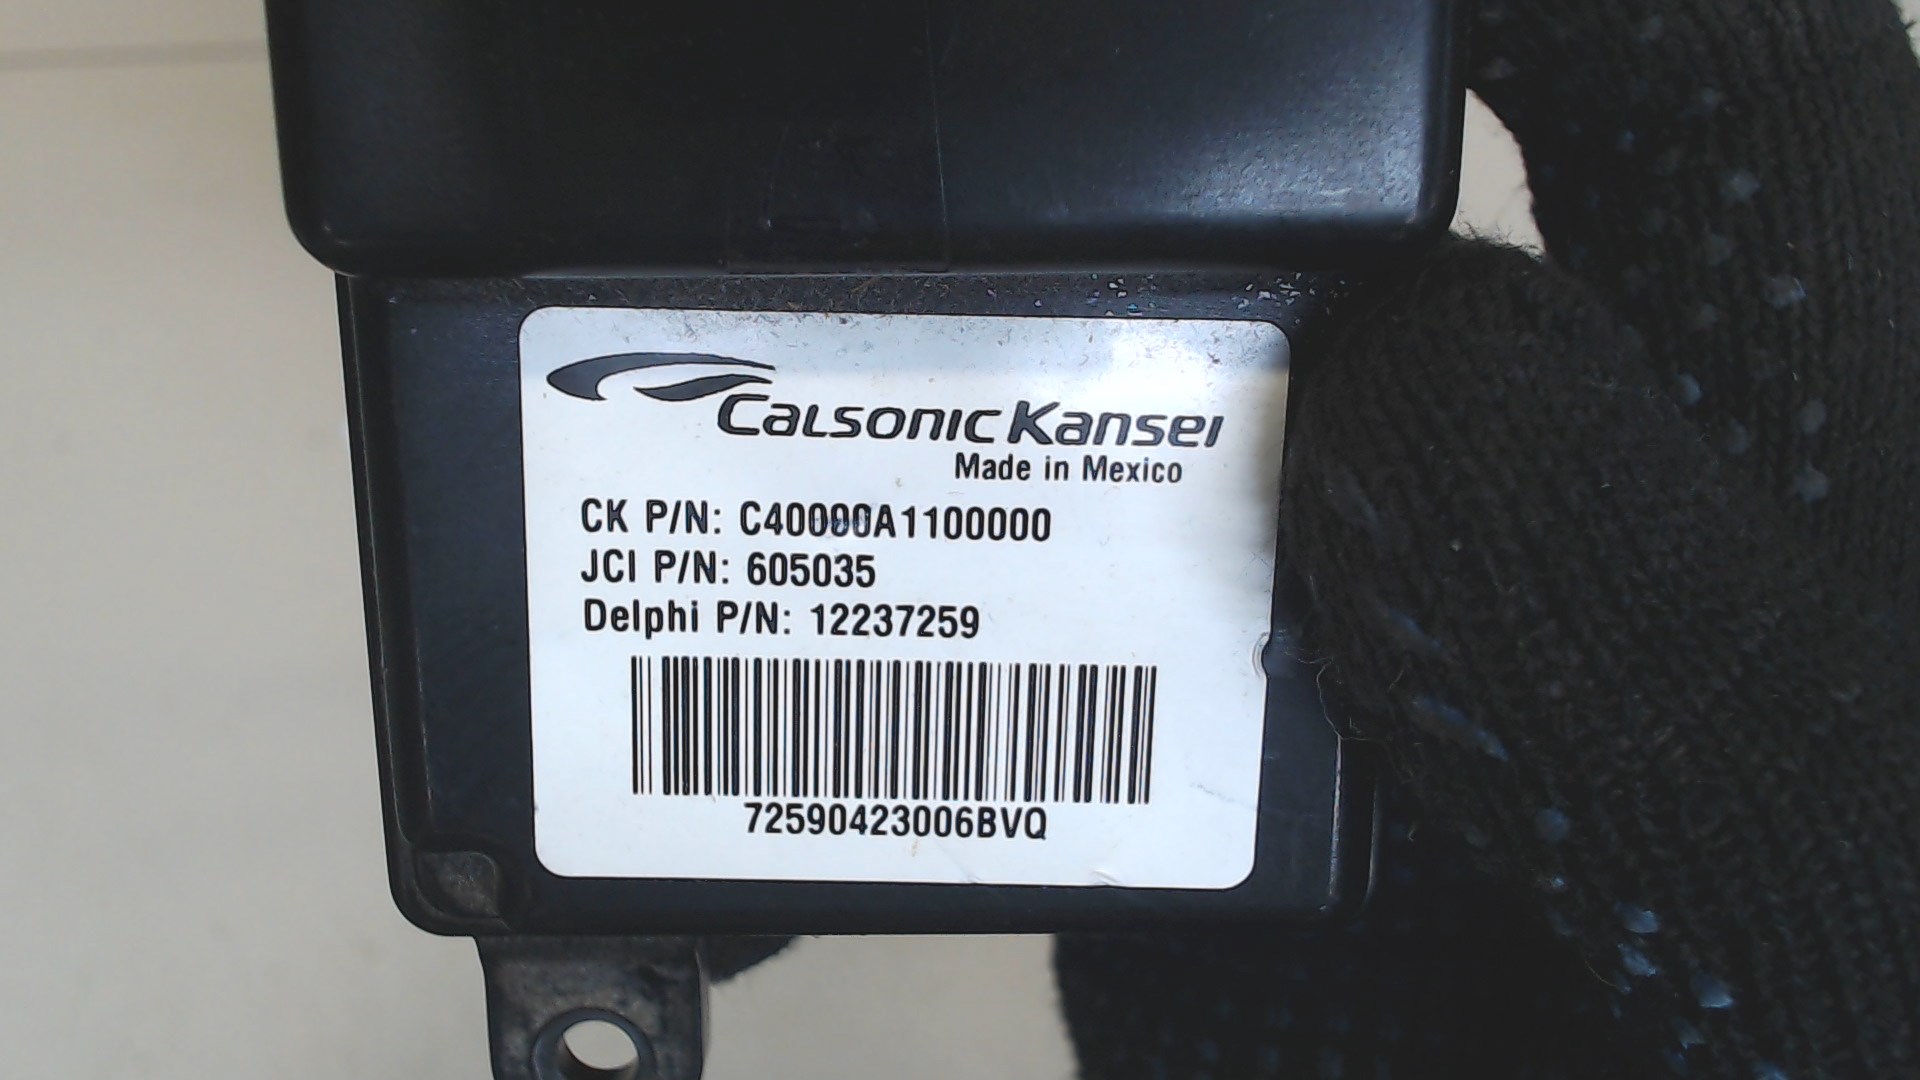 CalsonicKansei
Made in Mexico
CK P/N: C40000A1100000
JCI P/N: 605035
Delphi P/N: 12237259
72590423006BVQ